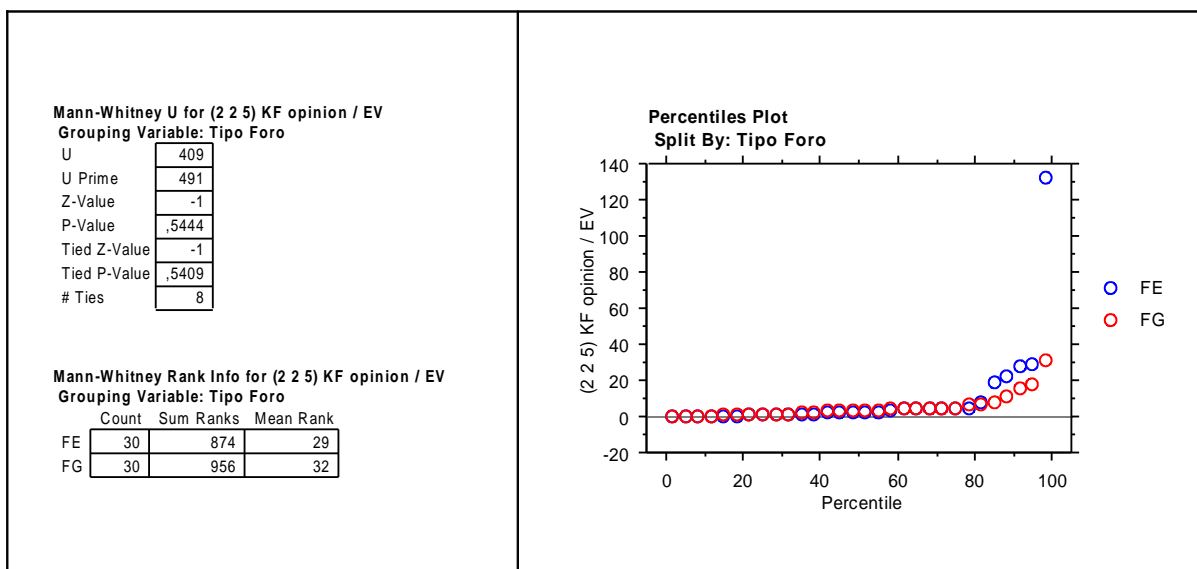 Mann-Whitney U for (2 2 5) KF opinion / EV
Grouping Variable: Tipo Foro
U 409
U Prime 491
Z-Value -1
P-Value ,5444
Tied Z-Value -1
Tied P-Value ,5409
# Ties 8
Mann-Whitney Rank Info for (2 2 5) KF opinion / EV
Grouping Variable: Tipo Foro
Count Sum Ranks Mean Rank
FE 30 874 29
FG 30 956 32
Percentiles Plot
Split By: Tipo Foro
(2 2 5) KF opinion / EV
140
120
100
80
60
40
20
0
-20
0 20 40 60 80 100
Percentile
FE
FG